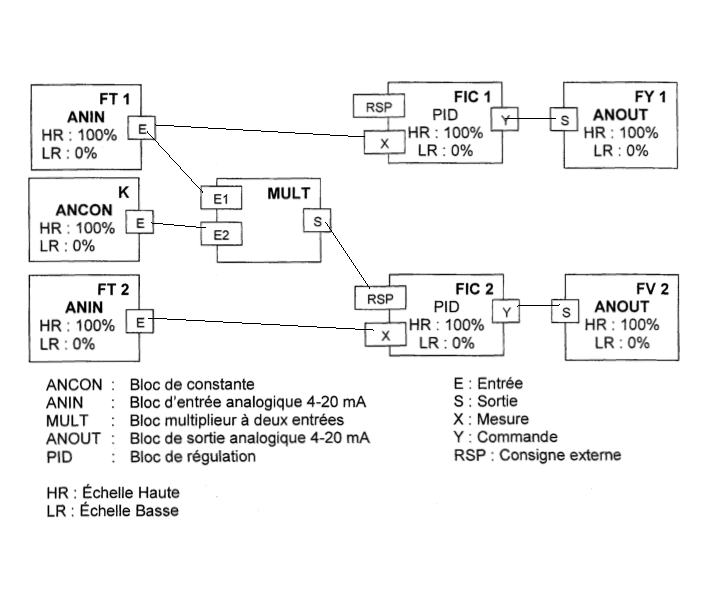 FT 1
ANIN
HR : 100%
LR : 0%
E
RSP
X
FIC 1
PID
HR : 100%
LR : 0%
Y
S
FY 1
ANOUT
HR : 100%
LR : 0%
K
ANCON
HR : 100%
LR : 0%
E
E1
E2
MULT
S
FT 2
ANIN
HR : 100%
LR : 0%
E
RSP
X
FIC 2
PID
HR : 100%
LR : 0%
Y
S
FV 2
ANOUT
HR : 100%
LR : 0%
ANCON : Bloc de constante
ANIN : Bloc d'entrée analogique 4-20 mA
MULT : Bloc multiplieur à deux entrées
ANOUT : Bloc de sortie analogique 4-20 mA
PID : Bloc de régulation
HR : Échelle Haute
LR : Échelle Basse
E : Entrée
S : Sortie
X : Mesure
Y : Commande
RSP : Consigne externe